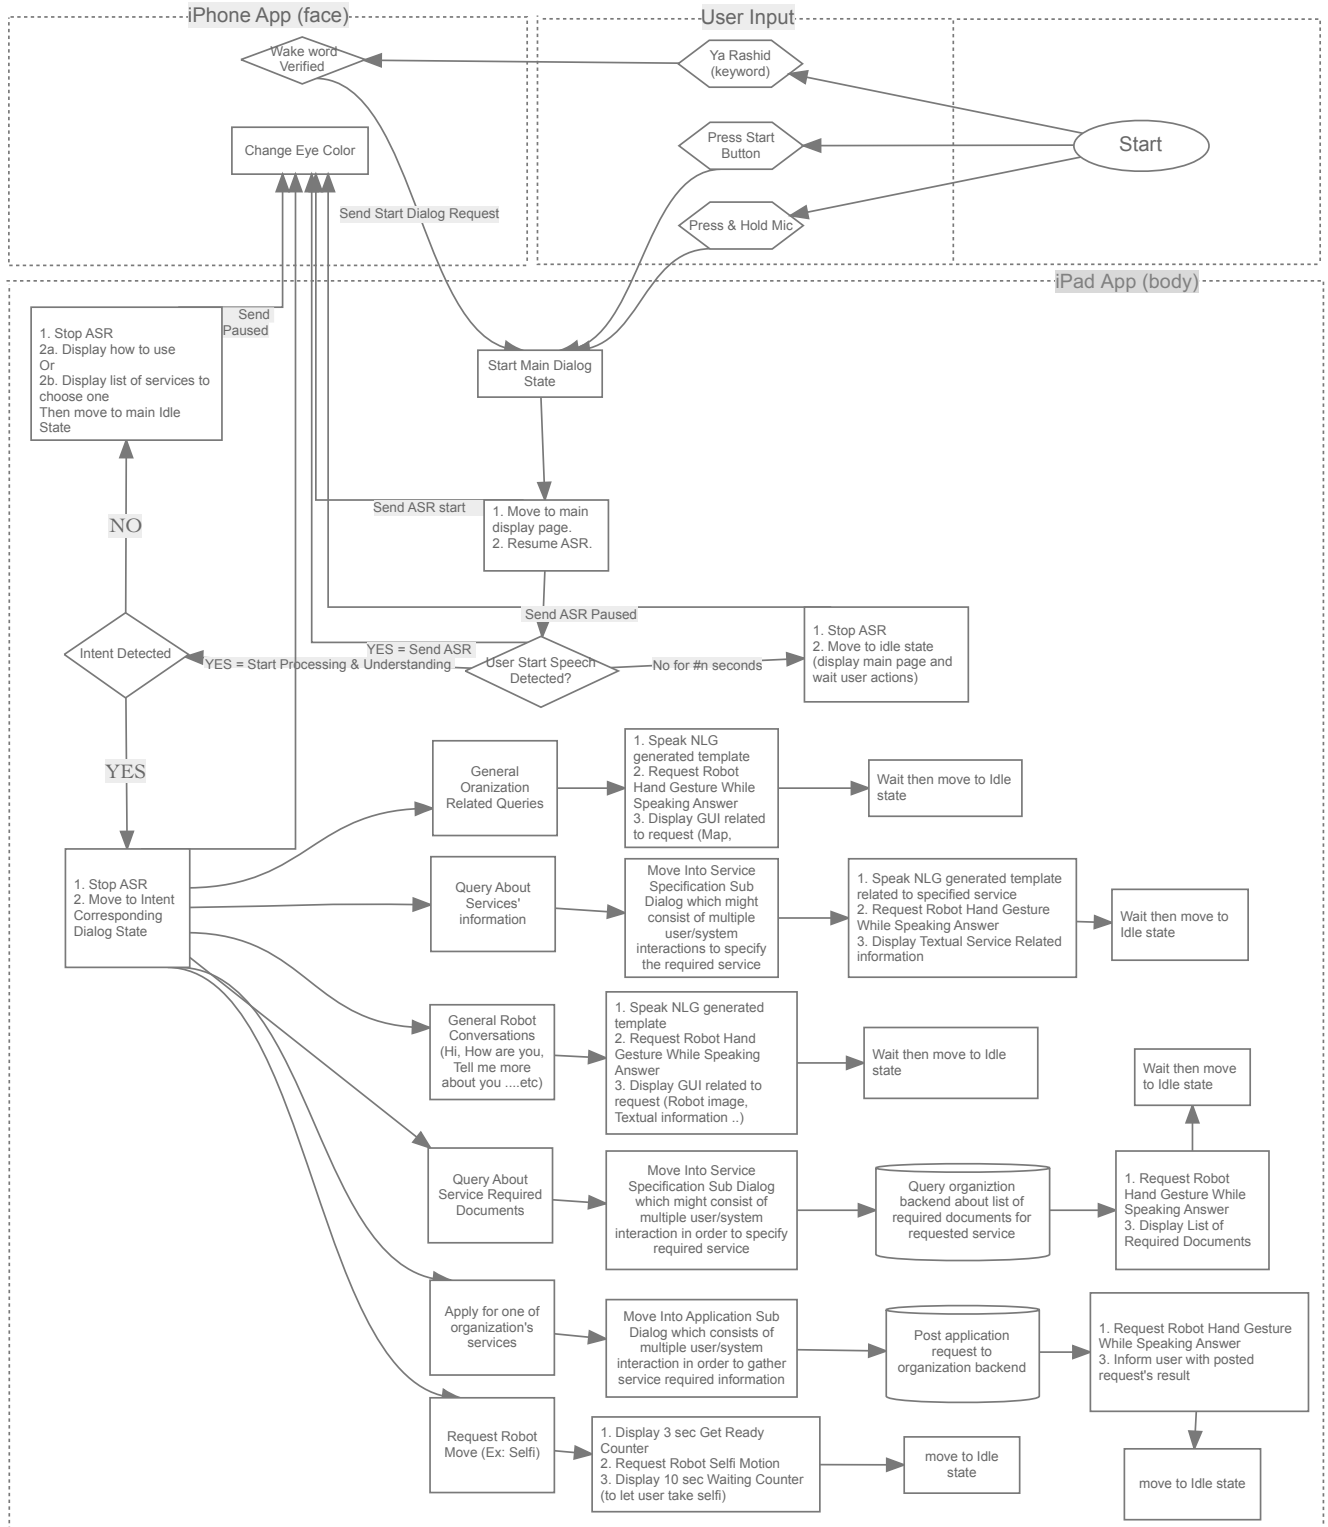 iPhone App (face)
User Input
Wake word
Verified
Ya Rashid
(keyword)
Change Eye Color
Press Start
Button
Start
Send Start Dialog Request
Press & Hold Mic
iPad App (body)
Send
Paused
1. Stop ASR
2a. Display how to use
Or
2b. Display list of services to
choose one
Then move to main Idle
State
Start Main Dialog
State
Send ASR start
1. Move to main
display page.
2. Resume ASR.
NO
Send ASR Paused
YES = Send ASR
Intent Detected
YES = Start Processing & Understanding
User Start Speech
Detected?
No for #n seconds
1. Stop ASR
2. Move to idle state
(display main page and
wait user actions)
YES
General
Oranization
Related Queries
1. Speak NLG
generated template
2. Request Robot
Hand Gesture While
Speaking Answer
3. Display GUI related
to request (Map,
Wait then move to Idle
state
1. Stop ASR
2. Move to Intent
Corresponding
Dialog State
Query About
Services'
information
Move Into Service
Specification Sub
Dialog which might
consist of multiple
user/system
interactions to specify
the required service
1. Speak NLG generated template
related to specified service
2. Request Robot Hand Gesture
While Speaking Answer
3. Display Textual Service Related
information
Wait then move to
Idle state
General Robot
Conversations
(Hi, How are you,
Tell me more
about you ....etc)
1. Speak NLG generated
template
2. Request Robot Hand
Gesture While Speaking
Answer
3. Display GUI related to
request (Robot image,
Textual information ..)
Wait then move to Idle
state
Wait then move
to Idle state
Query About
Service Required
Documents
Move Into Service
Specification Sub Dialog
which might consist of
multiple user/system
interaction in order to specify
required service
Query organiztion
backend about list of
required documents for
requested service
1. Request Robot
Hand Gesture While
Speaking Answer
3. Display List of
Required Documents
Apply for one of
organization's
services
Move Into Application Sub
Dialog which consists of
multiple user/system
interaction in order to gather
service required information
Post application
request to
organization backend
1. Request Robot Hand Gesture
While Speaking Answer
3. Inform user with posted
request's result
Request Robot
Move (Ex: Selfi)
1. Display 3 sec Get Ready
Counter
2. Request Robot Selfi Motion
3. Display 10 sec Waiting Counter
(to let user take selfi)
move to Idle
state
move to Idle state